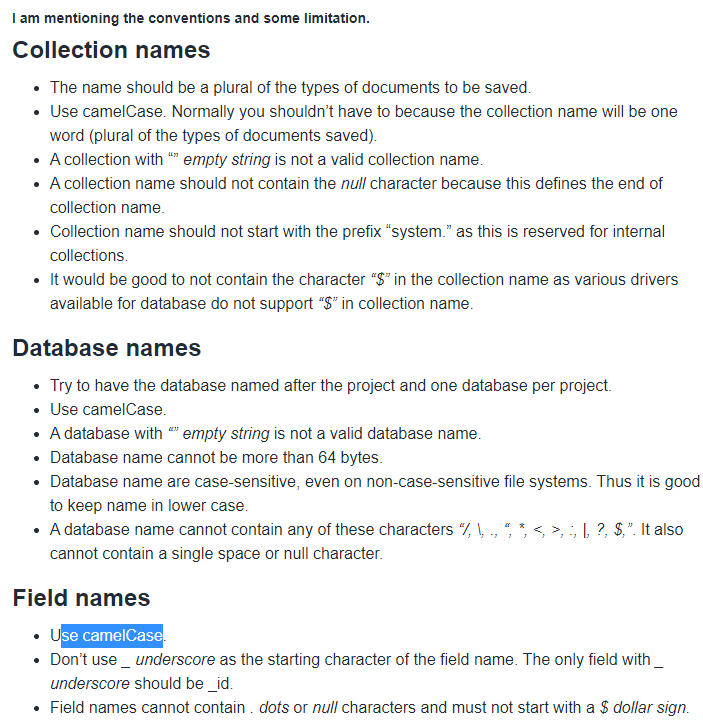 I am mentioning the conventions and some limitation.
Collection names
• The name should be a plural of the types of documents to be saved.
• Use camelCase. Normally you shouldn’t have to because the collection name will be one
word (plural of the types of documents saved).
• A collection with “” empty string is not a valid collection name.
• A collection name should not contain the null character because this defines the end of
collection name.
• Collection name should not start with the prefix “system.” as this is reserved for internal
collections.
• It would be good to not contain the character “$” in the collection name as various drivers
available for database do not support “$” in collection name.
Database names
• Try to have the database named after the project and one database per project.
• Use camelCase.
• A database with “” empty string is not a valid database name.
• Database name cannot be more than 64 bytes.
• Database name are case-sensitive, even on non-case-sensitive file systems. Thus it is good
to keep name in lower case.
• A database name cannot contain any of these characters “/, \, ., “, *, <, >, :, |, ?, $,”. It also
cannot contain a single space or null character.
Field names
• Use camelCase.
• Don’t use _ underscore as the starting character of the field name. The only field with _
underscore should be _id.
• Field names cannot contain . dots or null characters and must not start with a $ dollar sign.